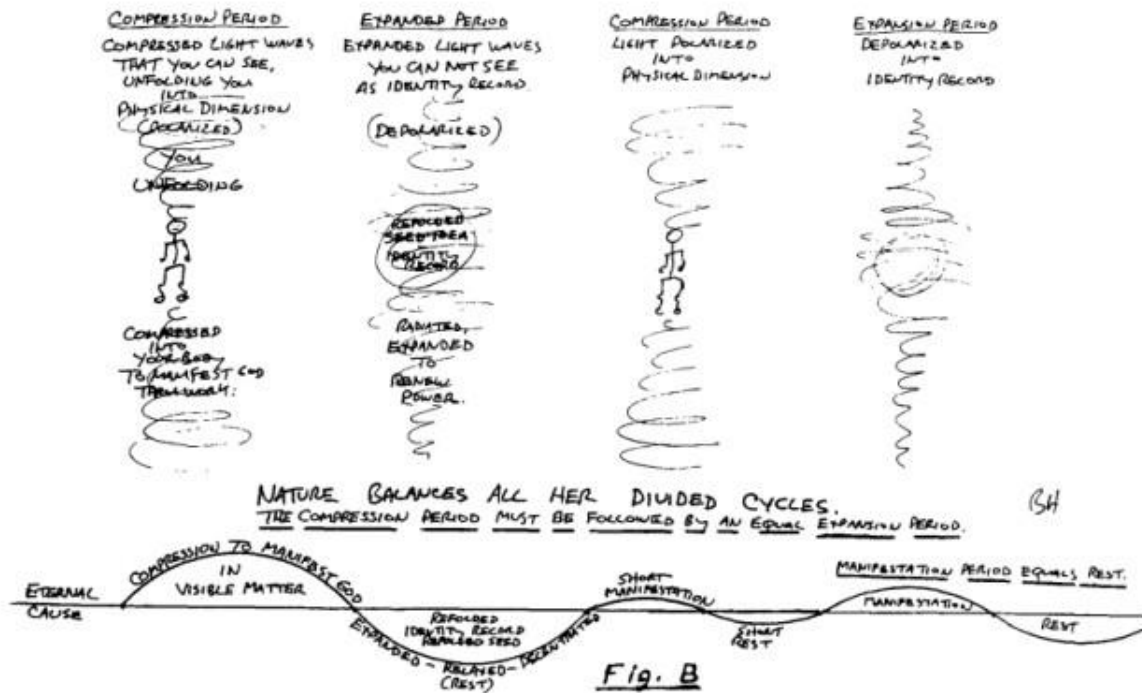 COMPRESSION PERIOD
COMPRESSED LIGHT WAVES
THAT YOU CAN SEE,
UNFOLDING YOU
INTO
PHYSICAL DIMENSION
(POLARIZED)
YOU
UNFOLDING
COMPRESSED
INTO
YOUR BODY
TO MANIFEST GOD
THRU WORK.
EXPANDED PERIOD
EXPANDED LIGHT WAVES
YOU CAN NOT SEE
AS IDENTITY RECORD.
(DEPOLARIZED)
REFOLDED
SEED IDEA
IDENTITY
RECORD
RADIATED,
EXPANDED
TO
RENEW
POWER.
COMPRESSION PERIOD
LIGHT POLARIZED
INTO
PHYSICAL DIMENSION
EXPANSION PERIOD
DEPOLARIZED
INTO
IDENTITY RECORD
NATURE BALANCES ALL HER DIVIDED CYCLES.
BH
THE COMPRESSION PERIOD MUST BE FOLLOWED BY AN EQUAL EXPANSION PERIOD.
ETERNAL
CAUSE
COMPRESSION TO MANIFEST GOD
IN
VISIBLE MATTER
REFOLDED
IDENTITY RECORD
SEED
EXPANDED - RELAXED -
(REST)
SHORT
MANIFESTATION
SHORT
REST
MANIFESTATION PERIOD EQUALS REST.
MANIFESTATION
REST
Fig. B